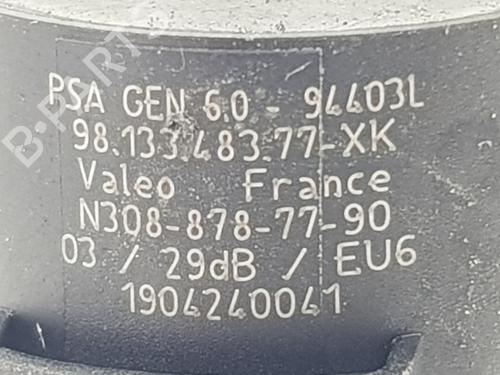 PSA GEN 6.0 - 94403L
98.133.483.77-XK
Valeo France
N308-878-77-90
03 / 29dB / EU6
1904240041
B-PARTS